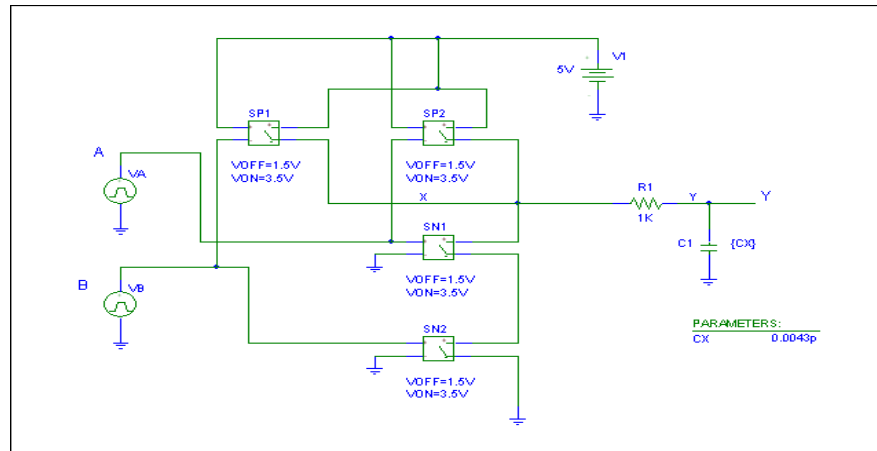 V1
5V
SP1
SP2
VOFF=1.5V
VON=3.5V
VOFF=1.5V
VON=3.5V
A
VA
X
R1
1K
Y
Y
C1
{CX}
SN1
VOFF=1.5V
VON=3.5V
B
VB
SN2
VOFF=1.5V
VON=3.5V
PARAMETERS:
CX 0.0043p